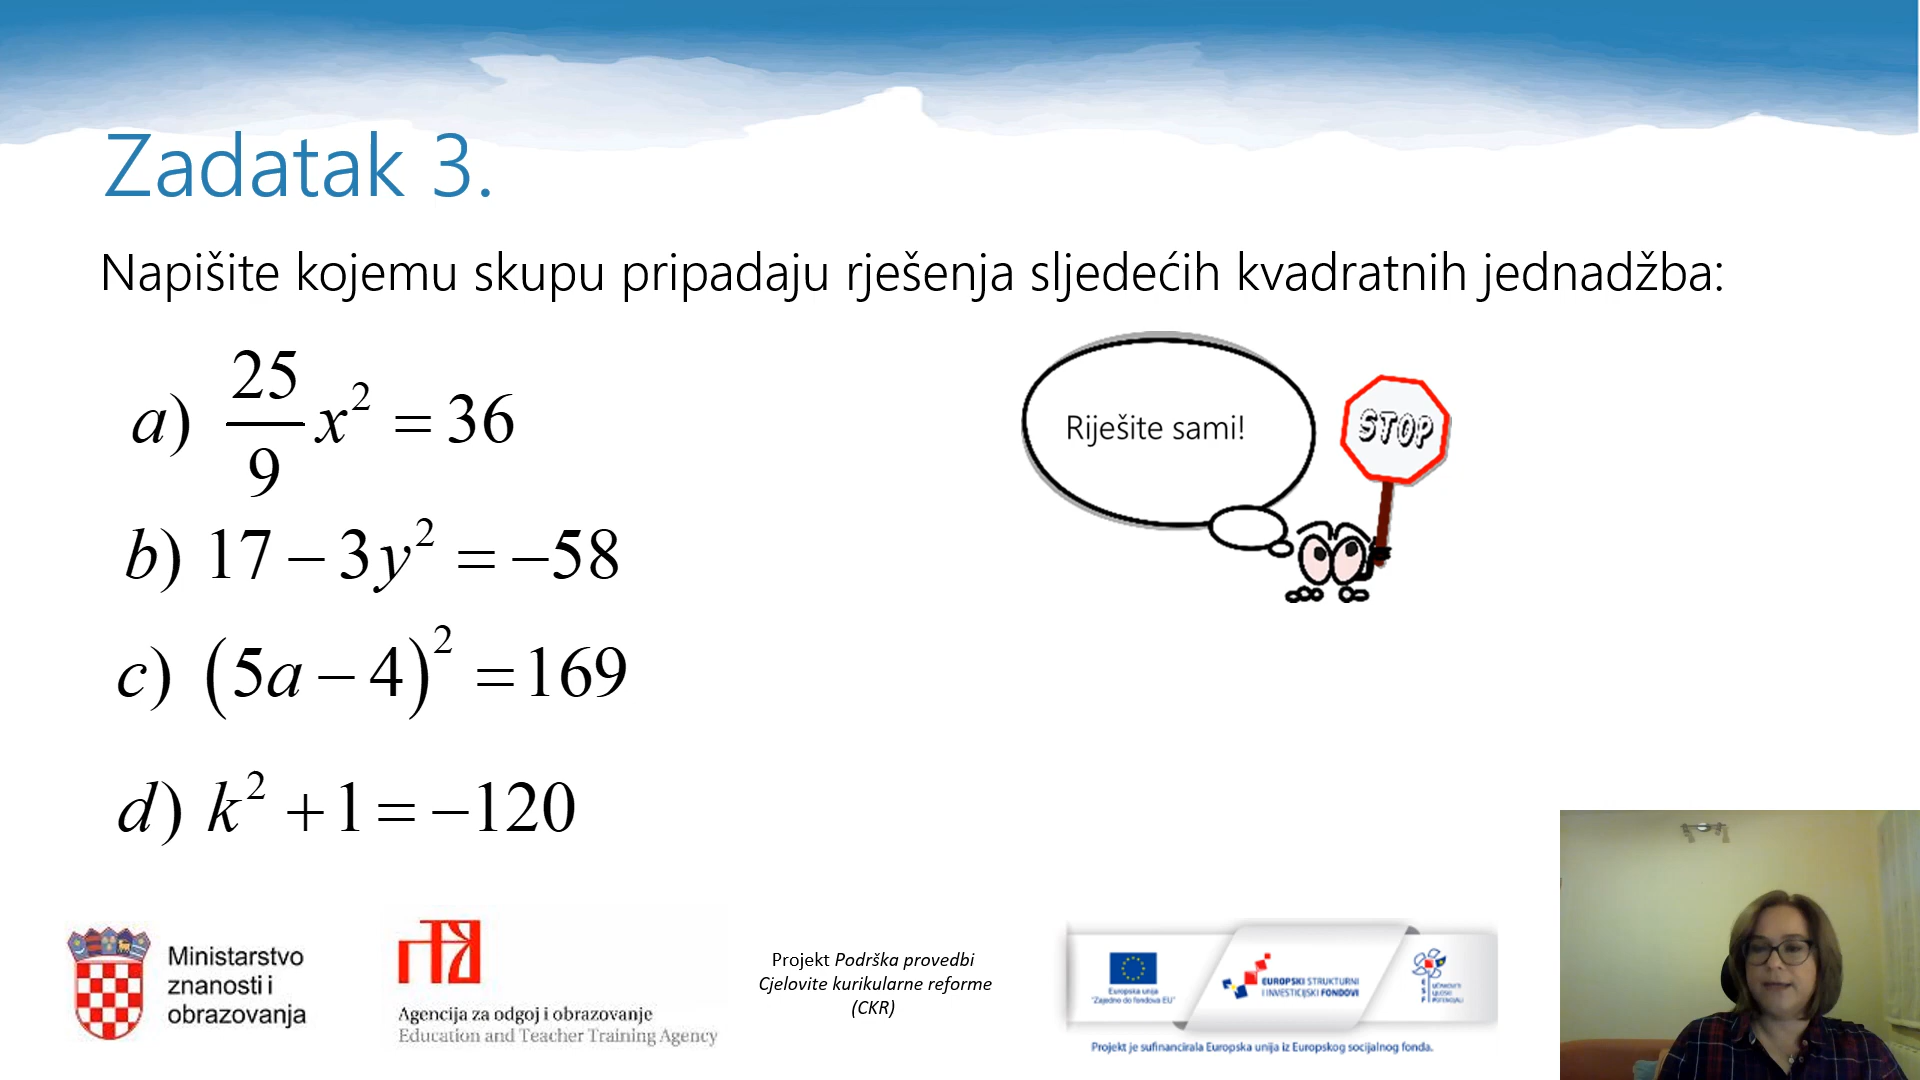 Zadatak 3.
Napišite kojemu skupu pripadaju rješenja sljedećih kvadratnih jednadžba:
a) 25/9 x² = 36
b) 17 − 3y² = −58
c) (5a − 4)² = 169
d) k² + 1 = −120
Riješite sami!
STOP
Ministarstvo
znanosti i
obrazovanja
Agencija za odgoj i obrazovanje
Education and Teacher Training Agency
Projekt Podrška provedbi
Cjelovite kurikularne reforme
(CKR)
Europska unija
"Zajedno do fondova EU"
EUROPSKI STRUKTURNI
I INVESTICIJSKI FONDOVI
ESF
Projekt je sufinancirala Europska unija iz Europskog socijalnog fonda.